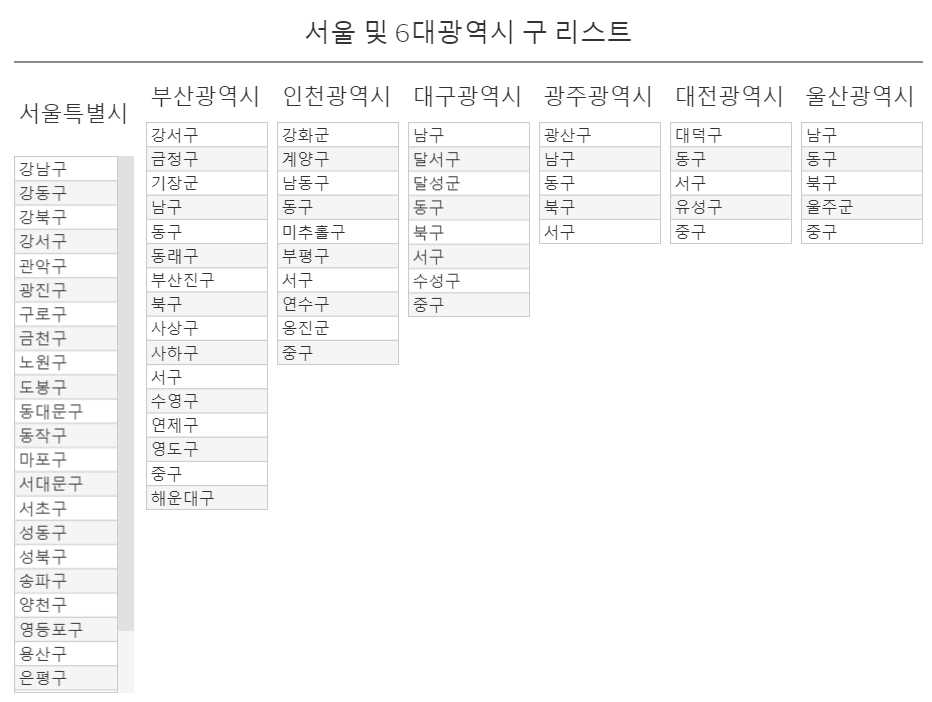 서울 및 6대광역시 구 리스트
서울특별시
강남구
강동구
강북구
강서구
관악구
광진구
구로구
금천구
노원구
도봉구
동대문구
동작구
마포구
서대문구
서초구
성동구
성북구
송파구
양천구
영등포구
용산구
은평구
부산광역시
강서구
금정구
기장군
남구
동구
동래구
부산진구
북구
사상구
사하구
서구
수영구
연제구
영도구
중구
해운대구
인천광역시
강화군
계양구
남동구
동구
미추홀구
부평구
서구
연수구
옹진군
중구
대구광역시
남구
달서구
달성군
동구
북구
서구
수성구
중구
광주광역시
광산구
남구
동구
북구
서구
대전광역시
대덕구
동구
서구
유성구
중구
울산광역시
남구
동구
북구
울주군
중구